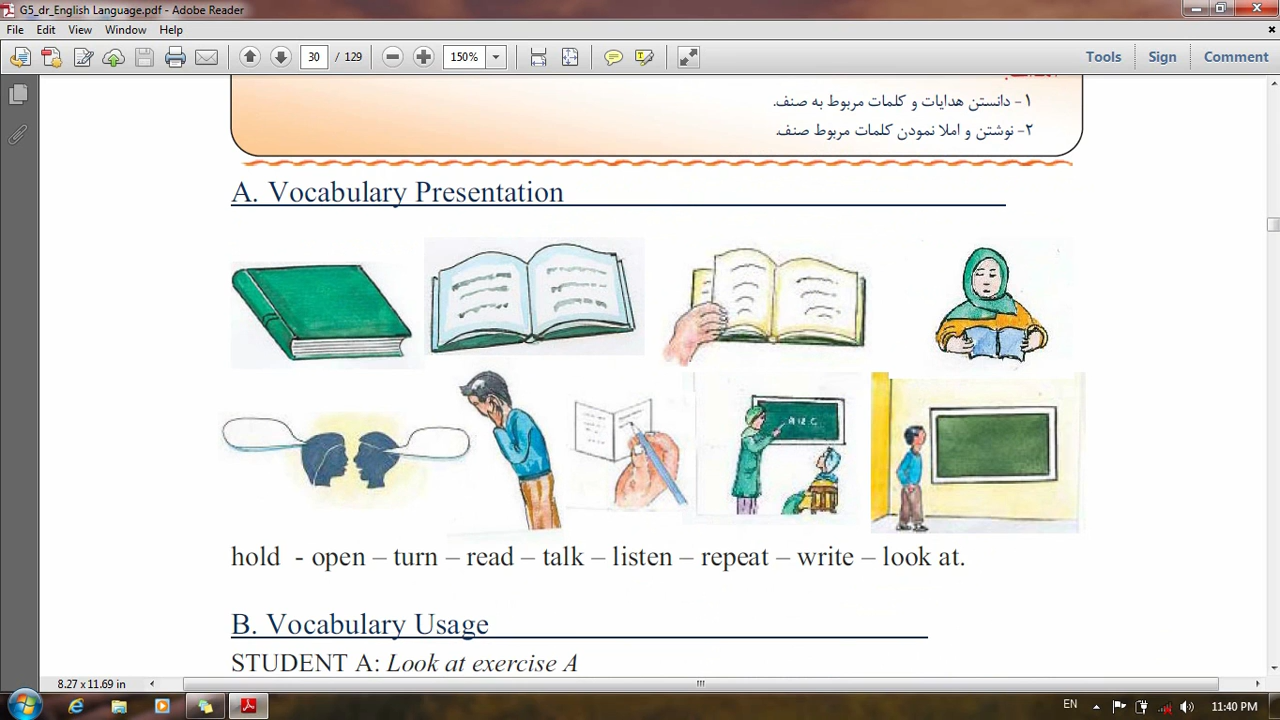 G5_dr_English Language.pdf - Adobe Reader
File Edit View Window Help
30 / 129 150% Tools Sign Comment
۱- دانستن هدایات و کلمات مربوط به صنف.
۲- نوشتن و املا نمودن کلمات مربوط صنف.
A. Vocabulary Presentation
hold - open – turn – read – talk – listen – repeat – write – look at.
B. Vocabulary Usage
STUDENT A: Look at exercise A
8.27 x 11.69 in
EN 11:40 PM